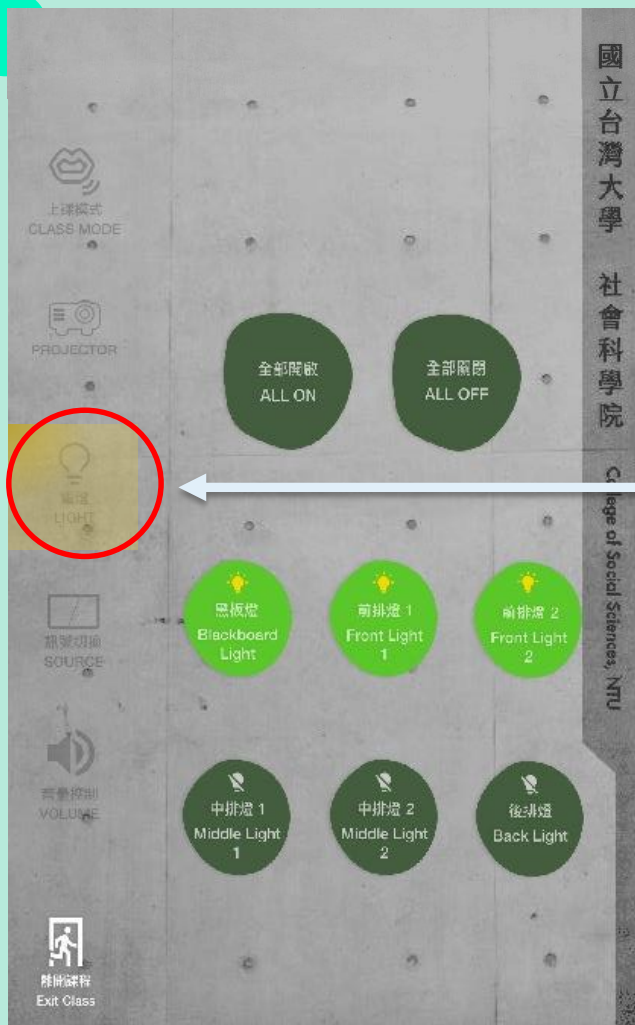 上課模式
CLASS MODE
PROJECTOR
電燈
LIGHT
訊號切換
SOURCE
音量控制
VOLUME
離開課程
Exit Class
全部開啟
ALL ON
全部關閉
ALL OFF
黑板燈
Blackboard
Light
前排燈 1
Front Light
1
前排燈 2
Front Light
2
中排燈 1
Middle Light
1
中排燈 2
Middle Light
2
後排燈
Back Light
國立台灣大學 社會科學院 College of Social Sciences, NTU